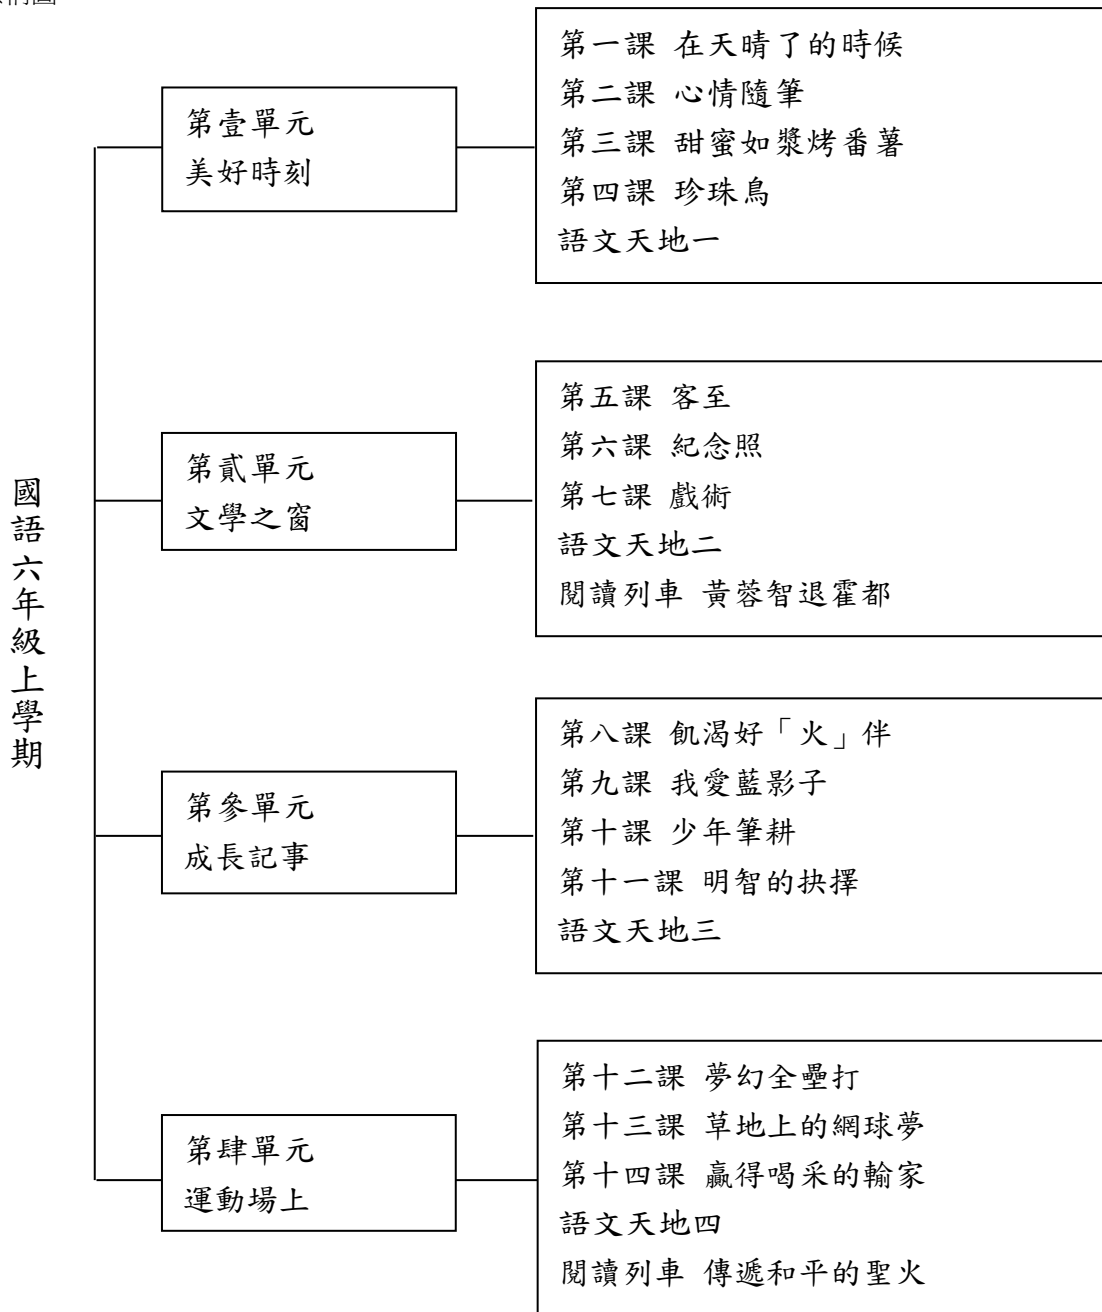 國語六年級上學期
第壹單元
美好時刻
第一課 在天晴了的時候
第二課 心情隨筆
第三課 甜蜜如漿烤番薯
第四課 珍珠鳥
語文天地一
第貳單元
文學之窗
第五課 客至
第六課 紀念照
第七課 戲術
語文天地二
閱讀列車 黃蓉智退霍都
第參單元
成長記事
第八課 飢渴好「火」伴
第九課 我愛藍影子
第十課 少年筆耕
第十一課 明智的抉擇
語文天地三
第肆單元
運動場上
第十二課 夢幻全壘打
第十三課 草地上的網球夢
第十四課 贏得喝采的輸家
語文天地四
閱讀列車 傳遞和平的聖火